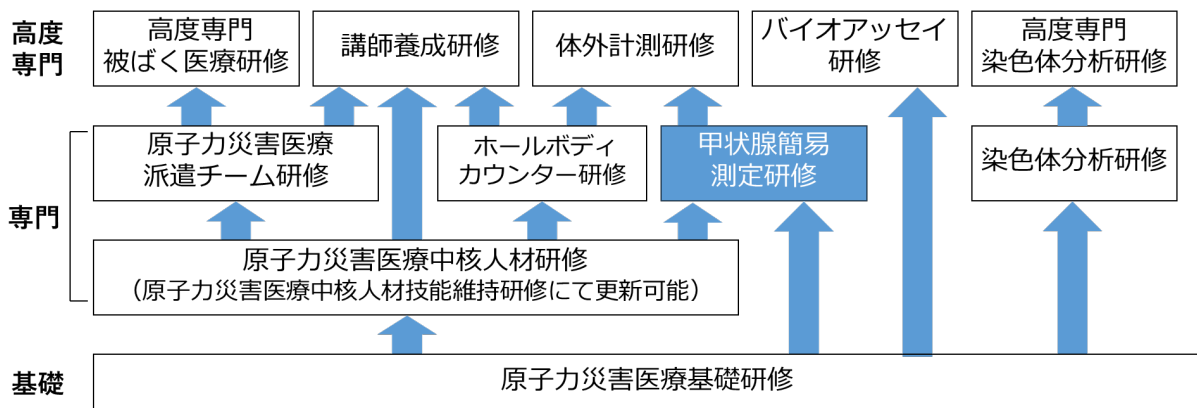 高度
専門
高度専門
被ばく医療研修
講師養成研修
体外計測研修
バイオアッセイ
研修
高度専門
染色体分析研修
専門
原子力災害医療
派遣チーム研修
ホールボディ
カウンター研修
甲状腺簡易
測定研修
染色体分析研修
原子力災害医療中核人材研修
（原子力災害医療中核人材技能維持研修にて更新可能）
基礎
原子力災害医療基礎研修